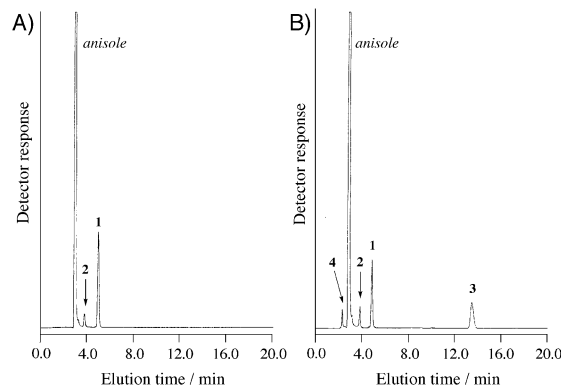 A)
anisole
Detector response
1
2
0.0 4.0 8.0 12.0 16.0 20.0
Elution time / min
B)
anisole
Detector response
4
2
1
3
0.0 4.0 8.0 12.0 16.0 20.0
Elution time / min